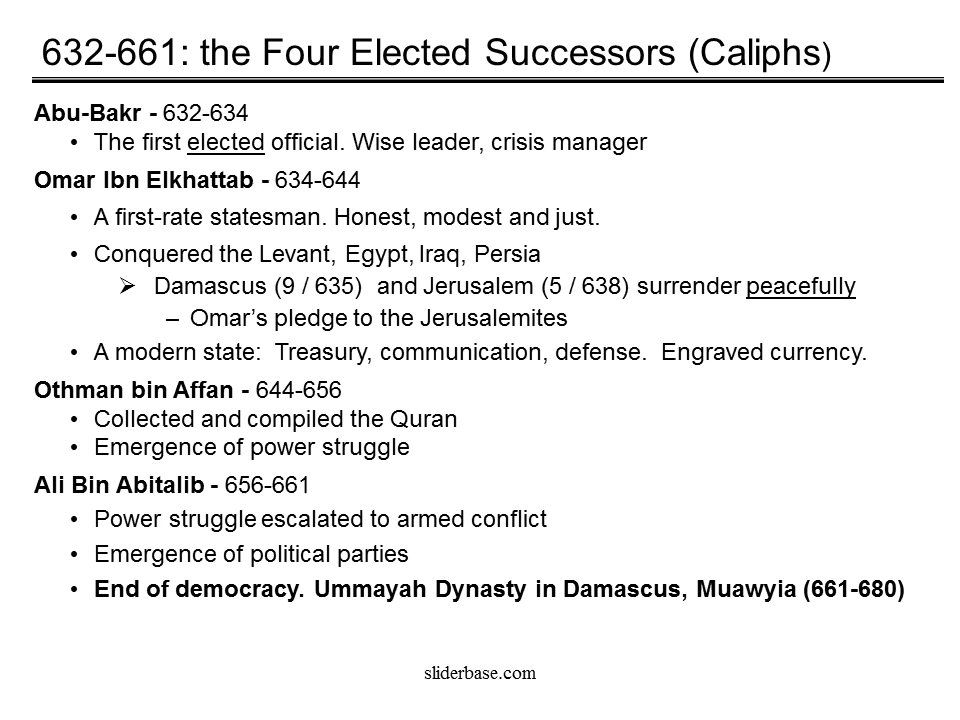 632-661: the Four Elected Successors (Caliphs)
Abu-Bakr - 632-634
• The first elected official. Wise leader, crisis manager
Omar Ibn Elkhattab - 634-644
• A first-rate statesman. Honest, modest and just.
• Conquered the Levant, Egypt, Iraq, Persia
➢ Damascus (9 / 635) and Jerusalem (5 / 638) surrender peacefully
– Omar’s pledge to the Jerusalemites
• A modern state: Treasury, communication, defense. Engraved currency.
Othman bin Affan - 644-656
• Collected and compiled the Quran
• Emergence of power struggle
Ali Bin Abitalib - 656-661
• Power struggle escalated to armed conflict
• Emergence of political parties
• End of democracy. Ummayah Dynasty in Damascus, Muawyia (661-680)
sliderbase.com